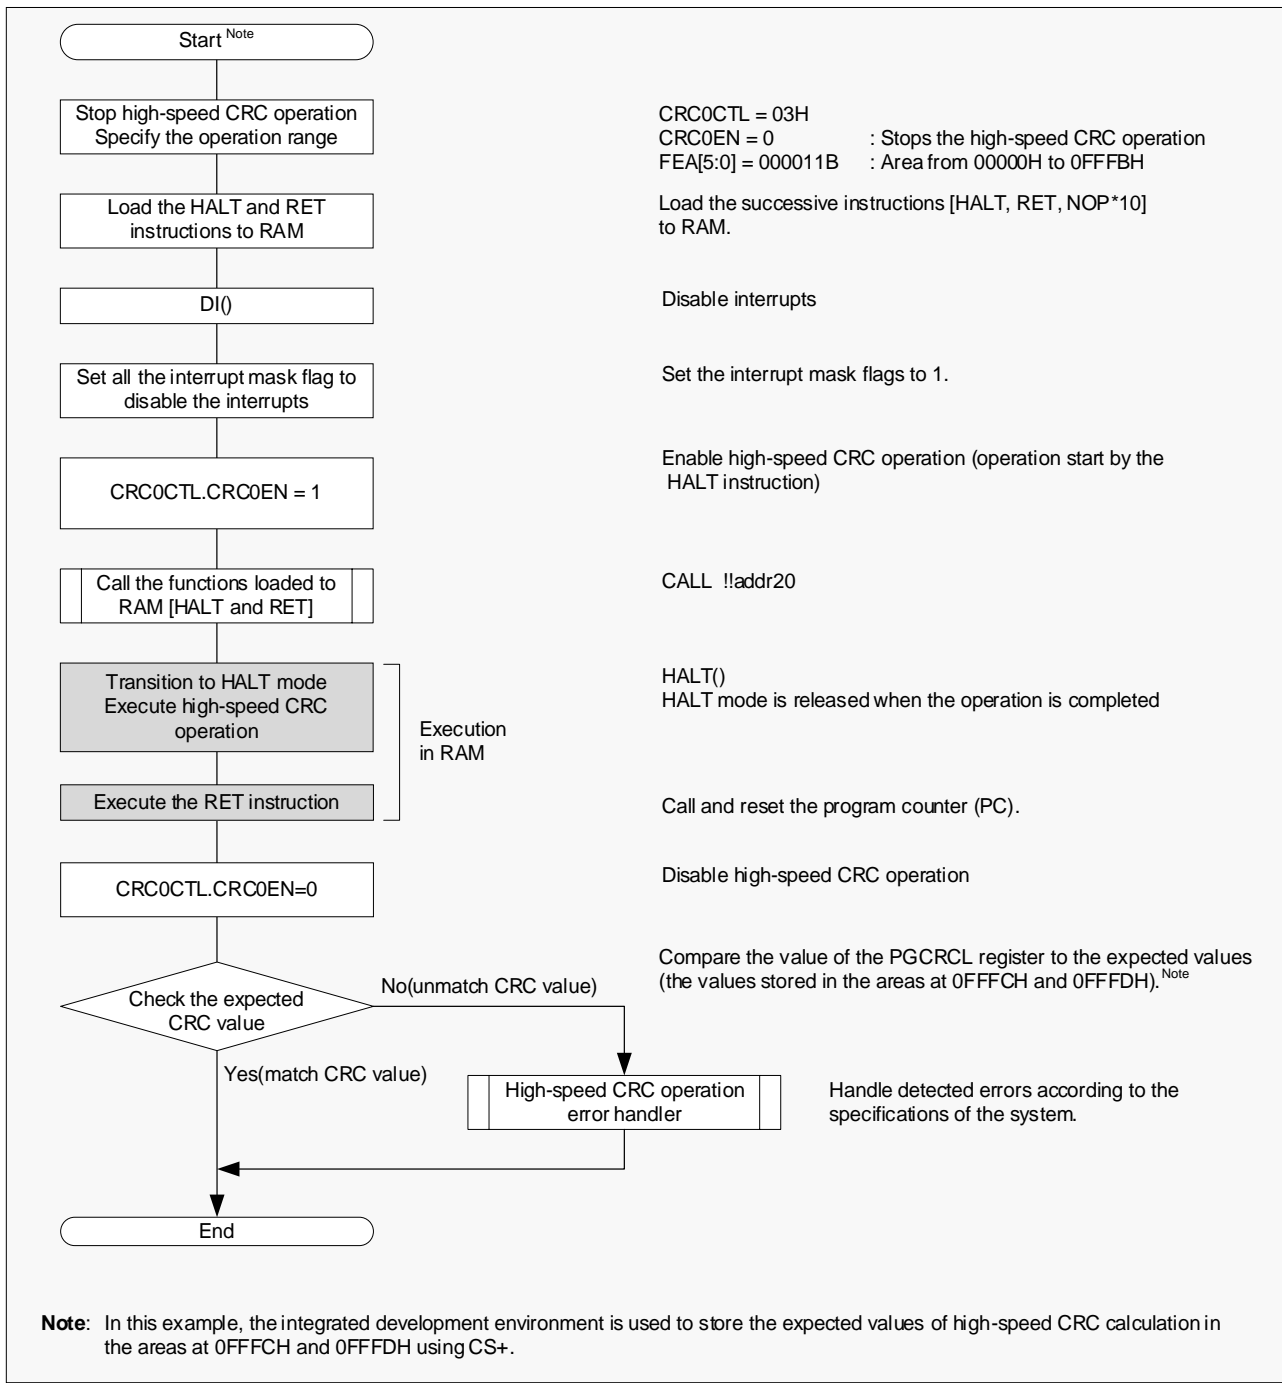 Start Note
Stop high-speed CRC operation
Specify the operation range
CRC0CTL = 03H
CRC0EN = 0 : Stops the high-speed CRC operation
FEA[5:0] = 000011B : Area from 00000H to 0FFFBH
Load the HALT and RET
instructions to RAM
Load the successive instructions [HALT, RET, NOP*10]
to RAM.
DI()
Disable interrupts
Set all the interrupt mask flag to
disable the interrupts
Set the interrupt mask flags to 1.
CRC0CTL.CRC0EN = 1
Enable high-speed CRC operation (operation start by the
HALT instruction)
Call the functions loaded to
RAM [HALT and RET]
CALL !!addr20
Transition to HALT mode
Execute high-speed CRC
operation
HALT()
HALT mode is released when the operation is completed
Execution
in RAM
Execute the RET instruction
Call and reset the program counter (PC).
CRC0CTL.CRC0EN=0
Disable high-speed CRC operation
Check the expected
CRC value
No(unmatch CRC value)
Compare the value of the PGCRCL register to the expected values
(the values stored in the areas at 0FFFCH and 0FFFDH).Note
Yes(match CRC value)
High-speed CRC operation
error handler
Handle detected errors according to the
specifications of the system.
End
Note: In this example, the integrated development environment is used to store the expected values of high-speed CRC calculation in
the areas at 0FFFCH and 0FFFDH using CS+.